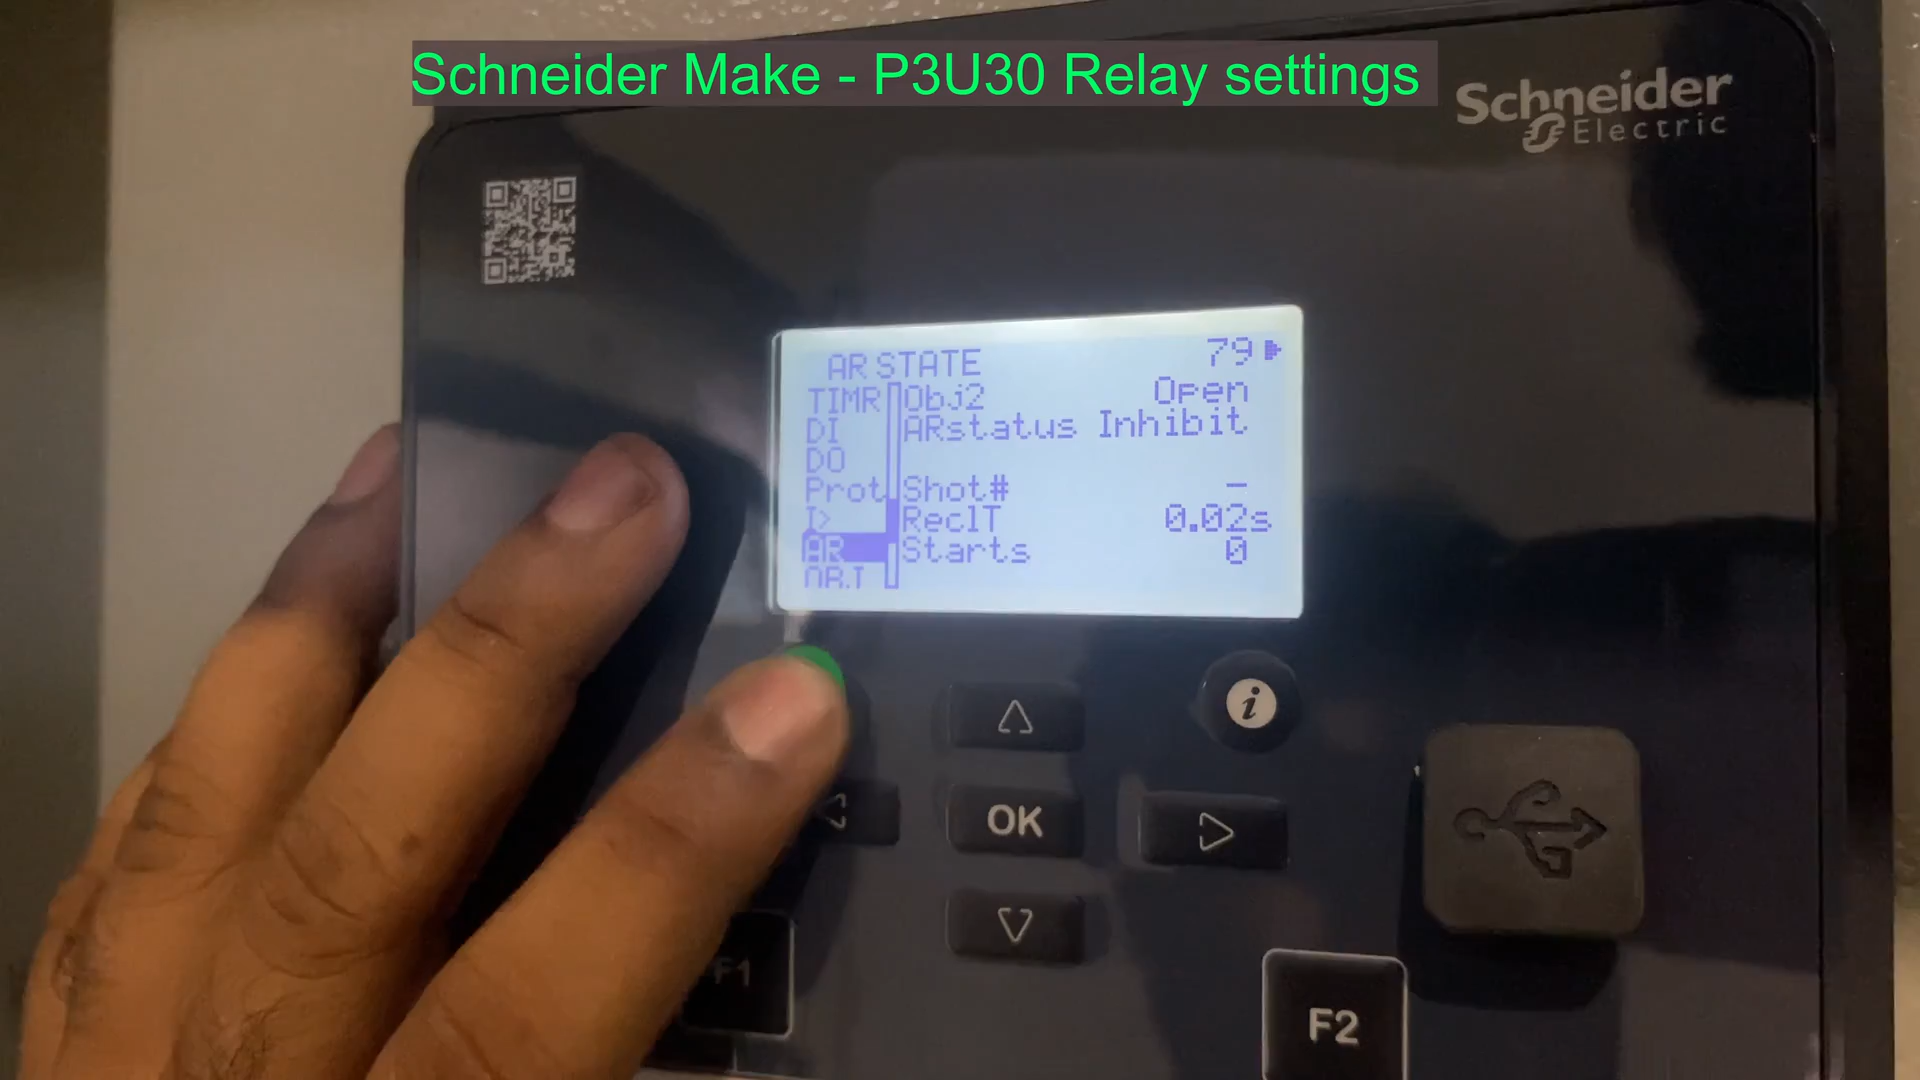 Schneider Make - P3U30 Relay settings
Schneider
Electric
AR STATE 79
TIMR Obj2 Open
DI ARstatus Inhibit
DO
Prot Shot# -
I> ReclT 0.02s
AR Starts 0
OBJ
i
OK
F1
F2